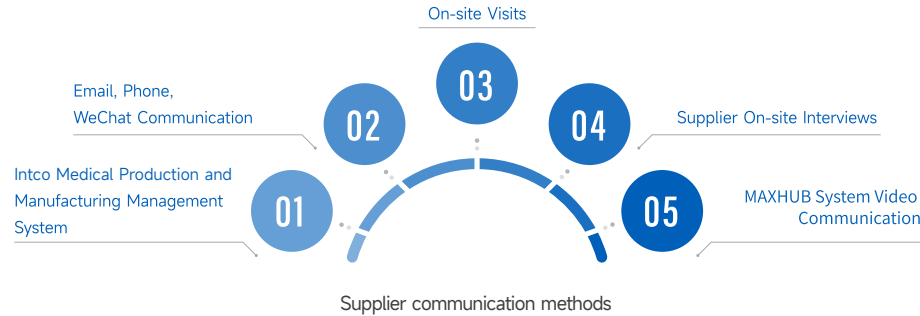 01
Intco Medical Production and
Manufacturing Management
System
02
Email, Phone,
WeChat Communication
03
On-site Visits
04
Supplier On-site Interviews
05
MAXHUB System Video
Communication
Supplier communication methods